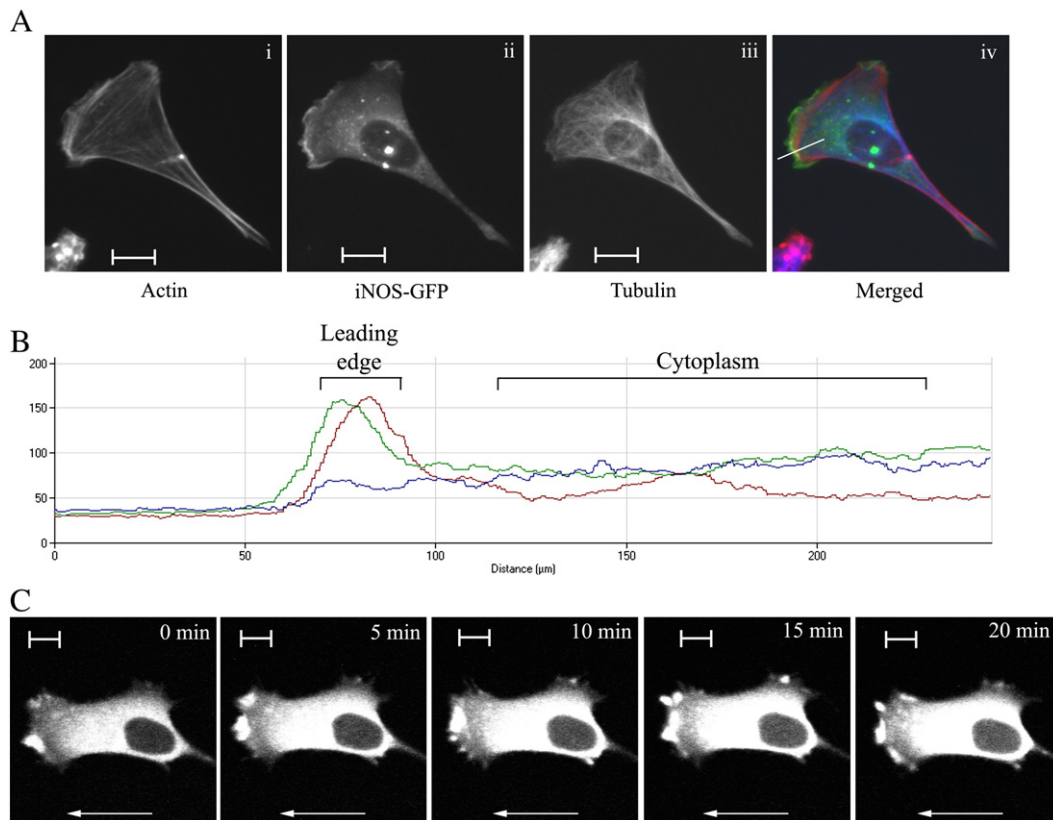 A
i
ii
iii
iv
Actin
iNOS-GFP
Tubulin
Merged
B
Leading
edge
Cytoplasm
200
150
100
50
0
0
50
100
150
200
Distance (µm)
C
0 min
5 min
10 min
15 min
20 min